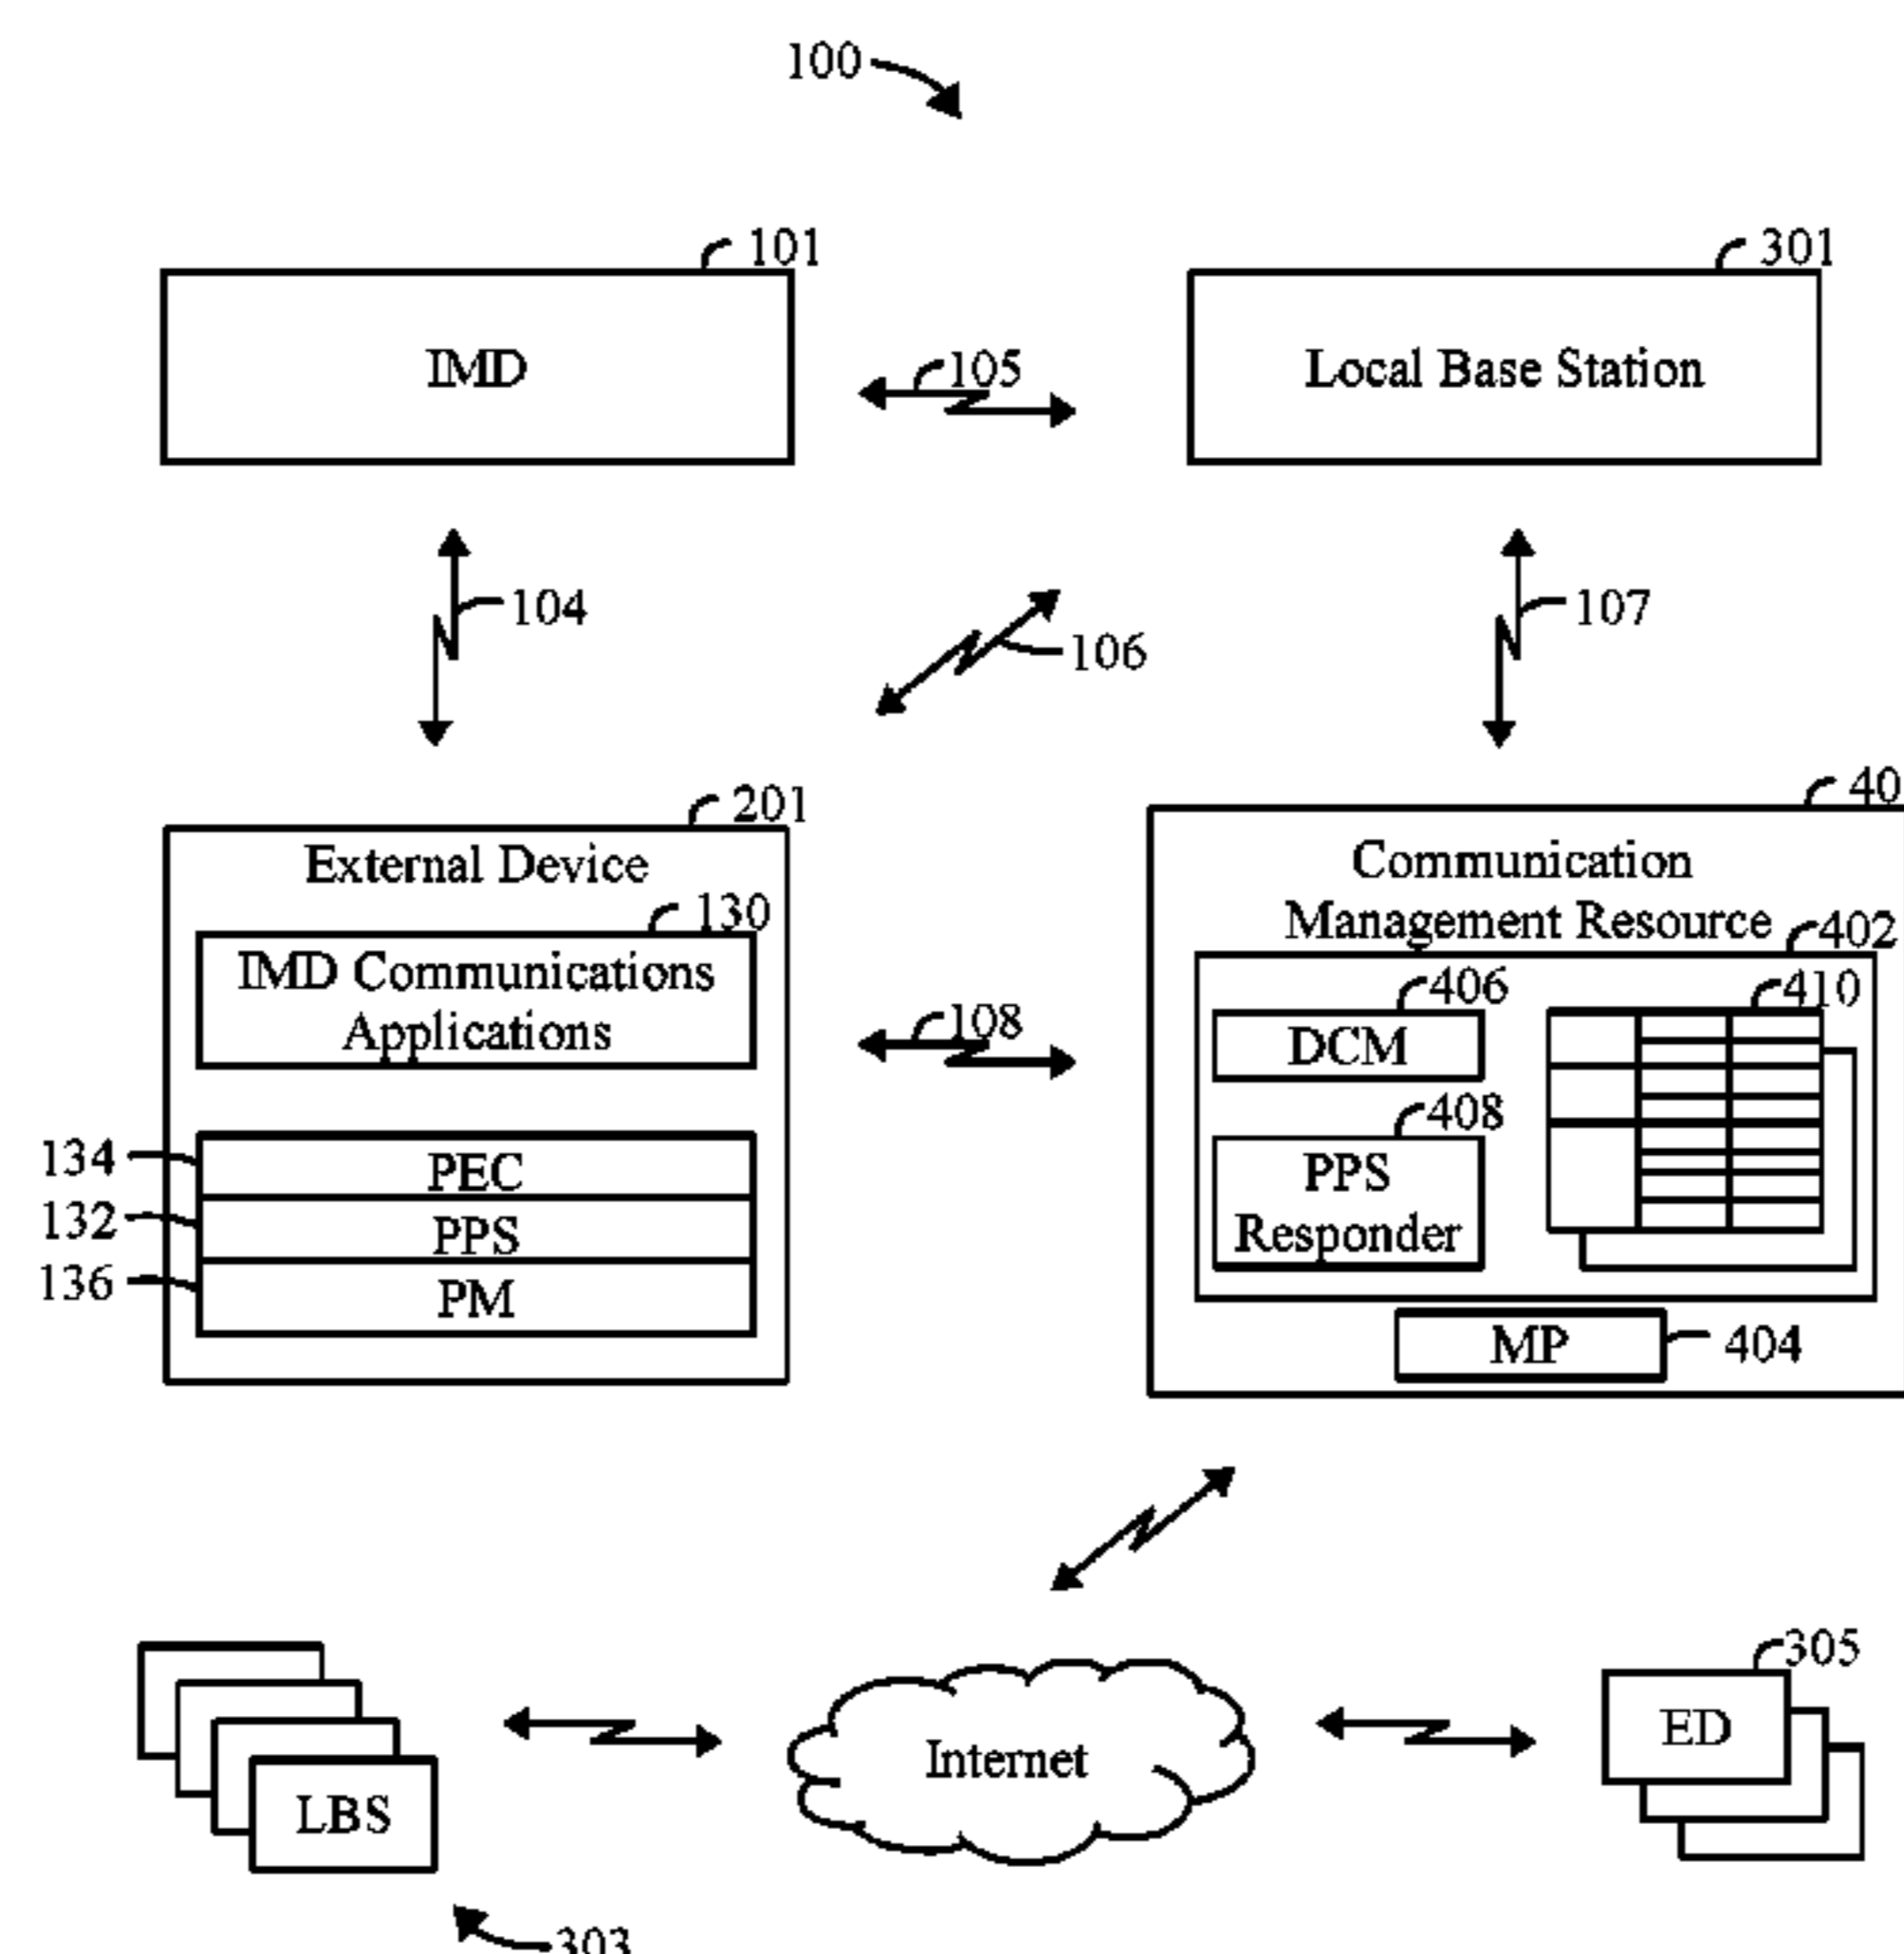 100
101
301
IMD
105
Local Base Station
104
106
107
201
40
External Device
Communication
Management Resource
130
402
IMD Communications
Applications
406
410
DCM
108
408
134
PEC
PPS
Responder
132
PPS
136
PM
MP
404
305
ED
Internet
LBS
303